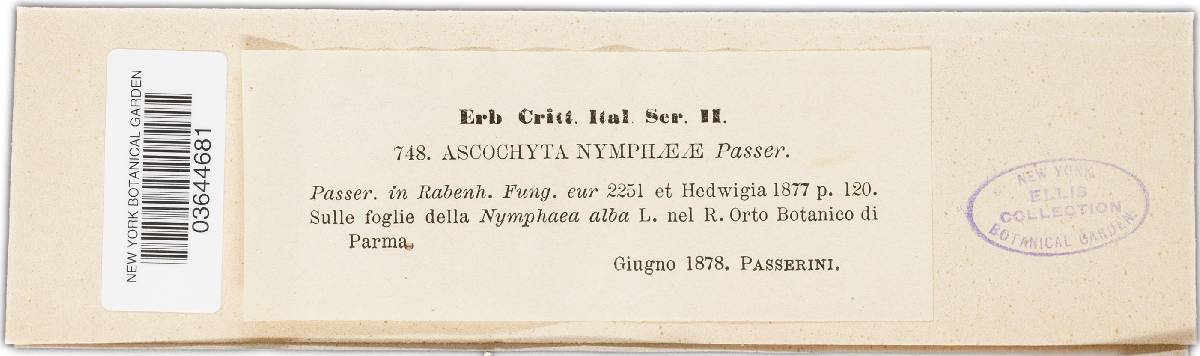 NEW YORK BOTANICAL GARDEN
03644681
Erb Critt. Ital. Ser. II.
748. ASCOCHYTA NYMPHÆÆ Passer.
Passer. in Rabenh. Fung. eur 2251 et Hedwigia 1877 p. 120.
Sulle foglie della Nymphaea alba L. nel R. Orto Botanico di
Parma.
Giugno 1878. PASSERINI.
NEW YORK
ELLIS
COLLECTION
BOTANICAL GARDEN.